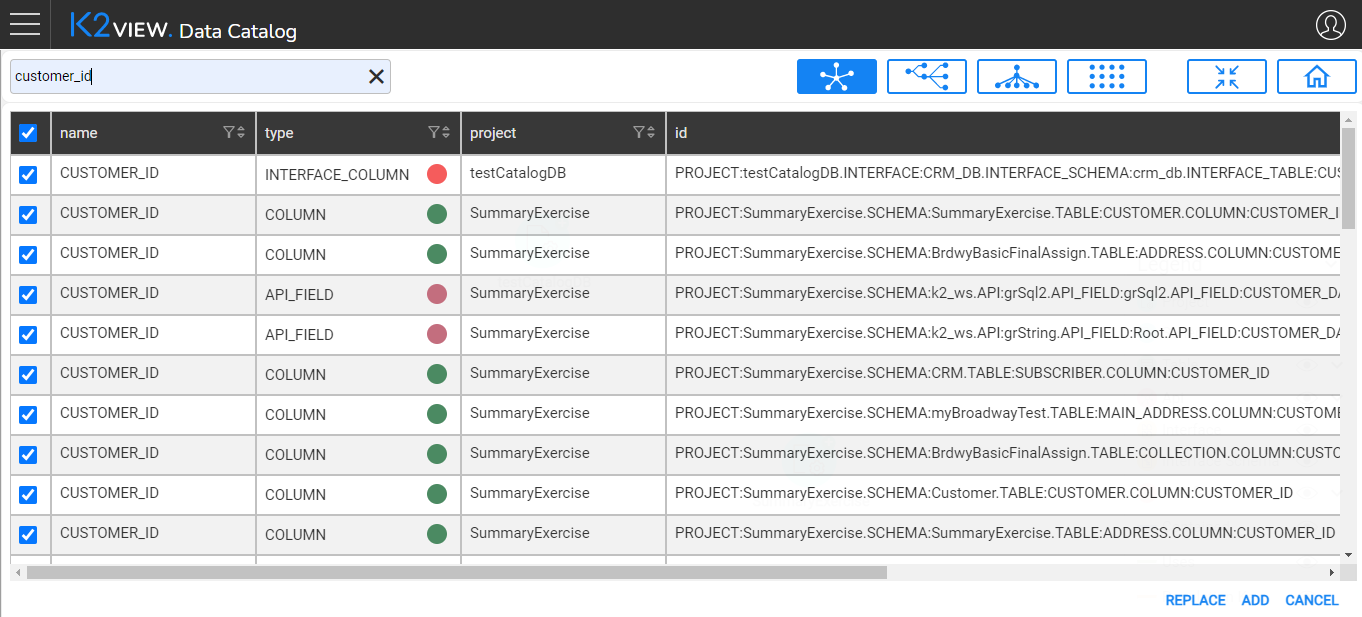 K2VIEW. Data Catalog
customer_id
name type project id
CUSTOMER_ID INTERFACE_COLUMN testCatalogDB PROJECT:testCatalogDB.INTERFACE:CRM_DB.INTERFACE_SCHEMA:crm_db.INTERFACE_TABLE:CUS
CUSTOMER_ID COLUMN SummaryExercise PROJECT:SummaryExercise.SCHEMA:SummaryExercise.TABLE:CUSTOMER.COLUMN:CUSTOMER_I
CUSTOMER_ID COLUMN SummaryExercise PROJECT:SummaryExercise.SCHEMA:BrdwyBasicFinalAssign.TABLE:ADDRESS.COLUMN:CUSTOME
CUSTOMER_ID API_FIELD SummaryExercise PROJECT:SummaryExercise.SCHEMA:k2_ws.API:grSql2.API_FIELD:grSql2.API_FIELD:CUSTOMER_DA
CUSTOMER_ID API_FIELD SummaryExercise PROJECT:SummaryExercise.SCHEMA:k2_ws.API:grString.API_FIELD:Root.API_FIELD:CUSTOMER_DA
CUSTOMER_ID COLUMN SummaryExercise PROJECT:SummaryExercise.SCHEMA:CRM.TABLE:SUBSCRIBER.COLUMN:CUSTOMER_ID
CUSTOMER_ID COLUMN SummaryExercise PROJECT:SummaryExercise.SCHEMA:myBroadwayTest.TABLE:MAIN_ADDRESS.COLUMN:CUSTOME
CUSTOMER_ID COLUMN SummaryExercise PROJECT:SummaryExercise.SCHEMA:BrdwyBasicFinalAssign.TABLE:COLLECTION.COLUMN:CUSTO
CUSTOMER_ID COLUMN SummaryExercise PROJECT:SummaryExercise.SCHEMA:Customer.TABLE:CUSTOMER.COLUMN:CUSTOMER_ID
CUSTOMER_ID COLUMN SummaryExercise PROJECT:SummaryExercise.SCHEMA:SummaryExercise.TABLE:ADDRESS.COLUMN:CUSTOMER_ID
REPLACE ADD CANCEL